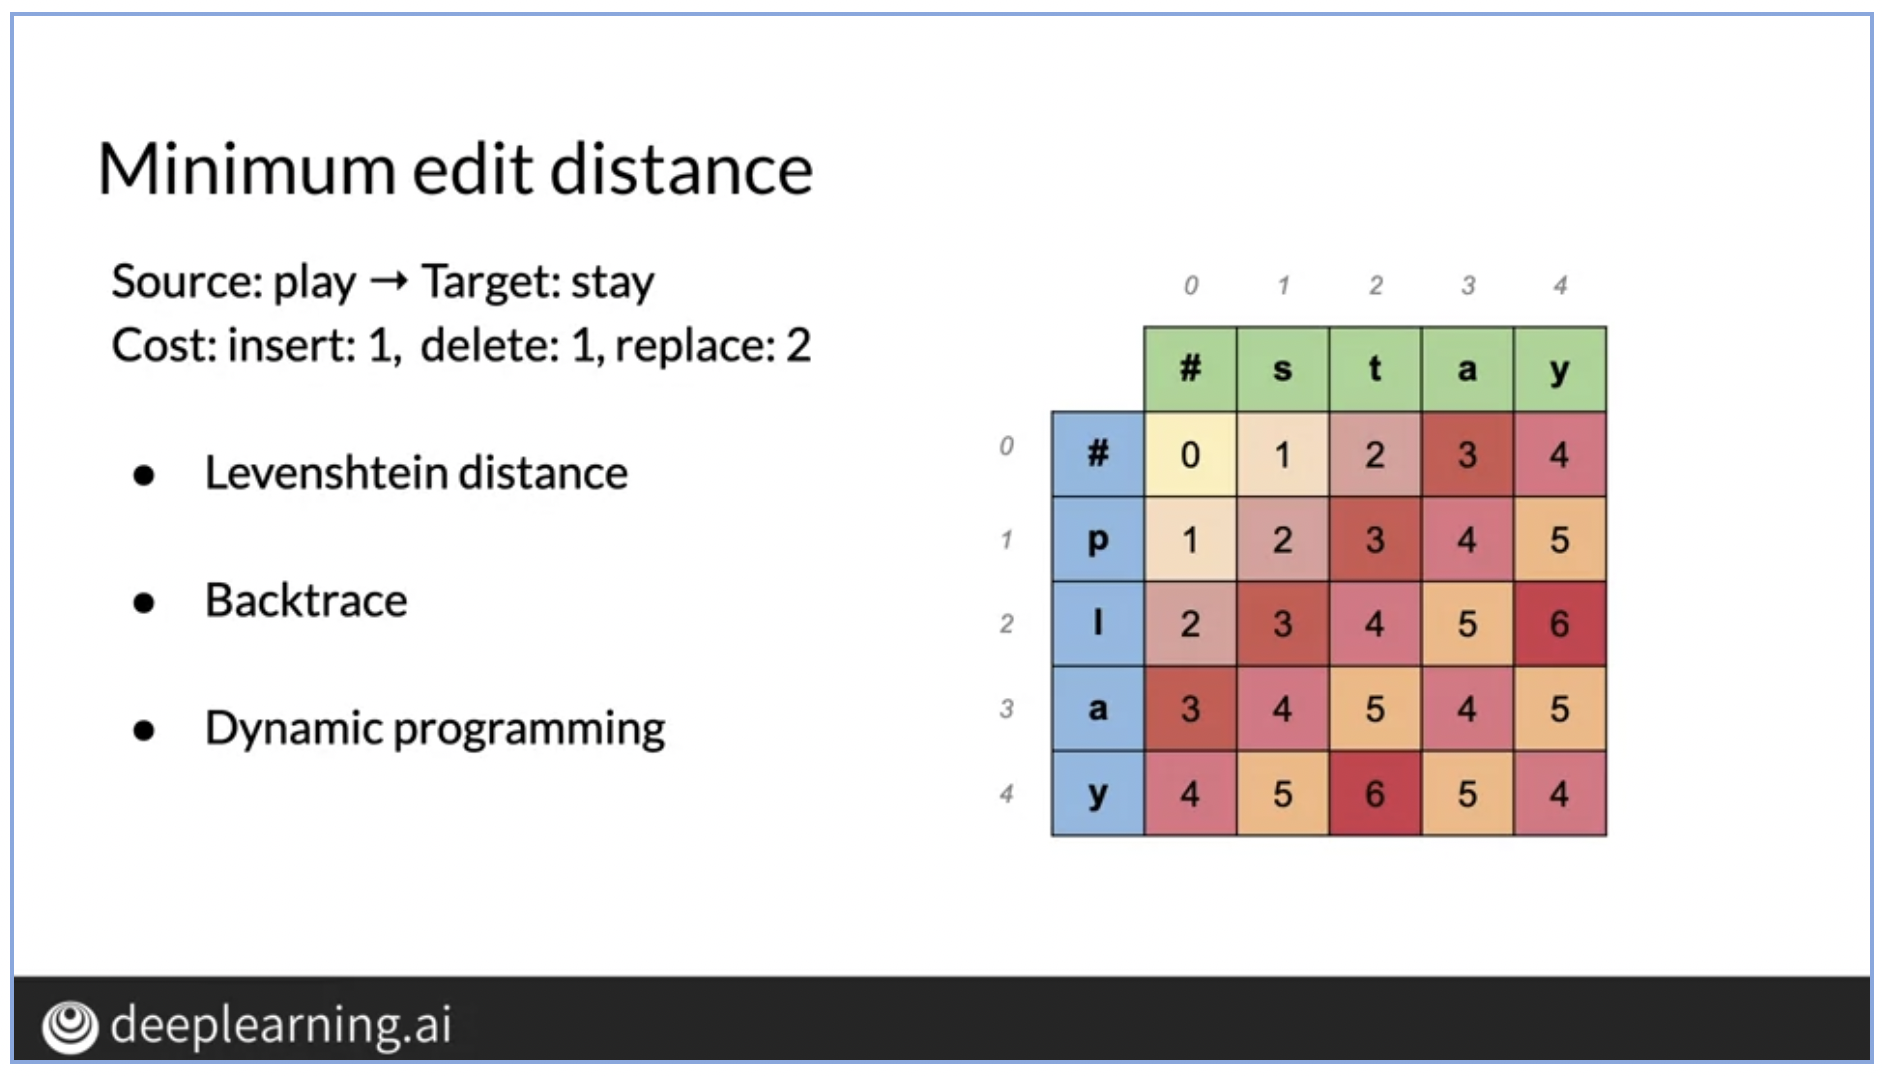 Minimum edit distance
Source: play → Target: stay
Cost: insert: 1, delete: 1, replace: 2
● Levenshtein distance
● Backtrace
● Dynamic programming
0 1 2 3 4
# s t a y
0 # 0 1 2 3 4
1 p 1 2 3 4 5
2 l 2 3 4 5 6
3 a 3 4 5 4 5
4 y 4 5 6 5 4
deeplearning.ai